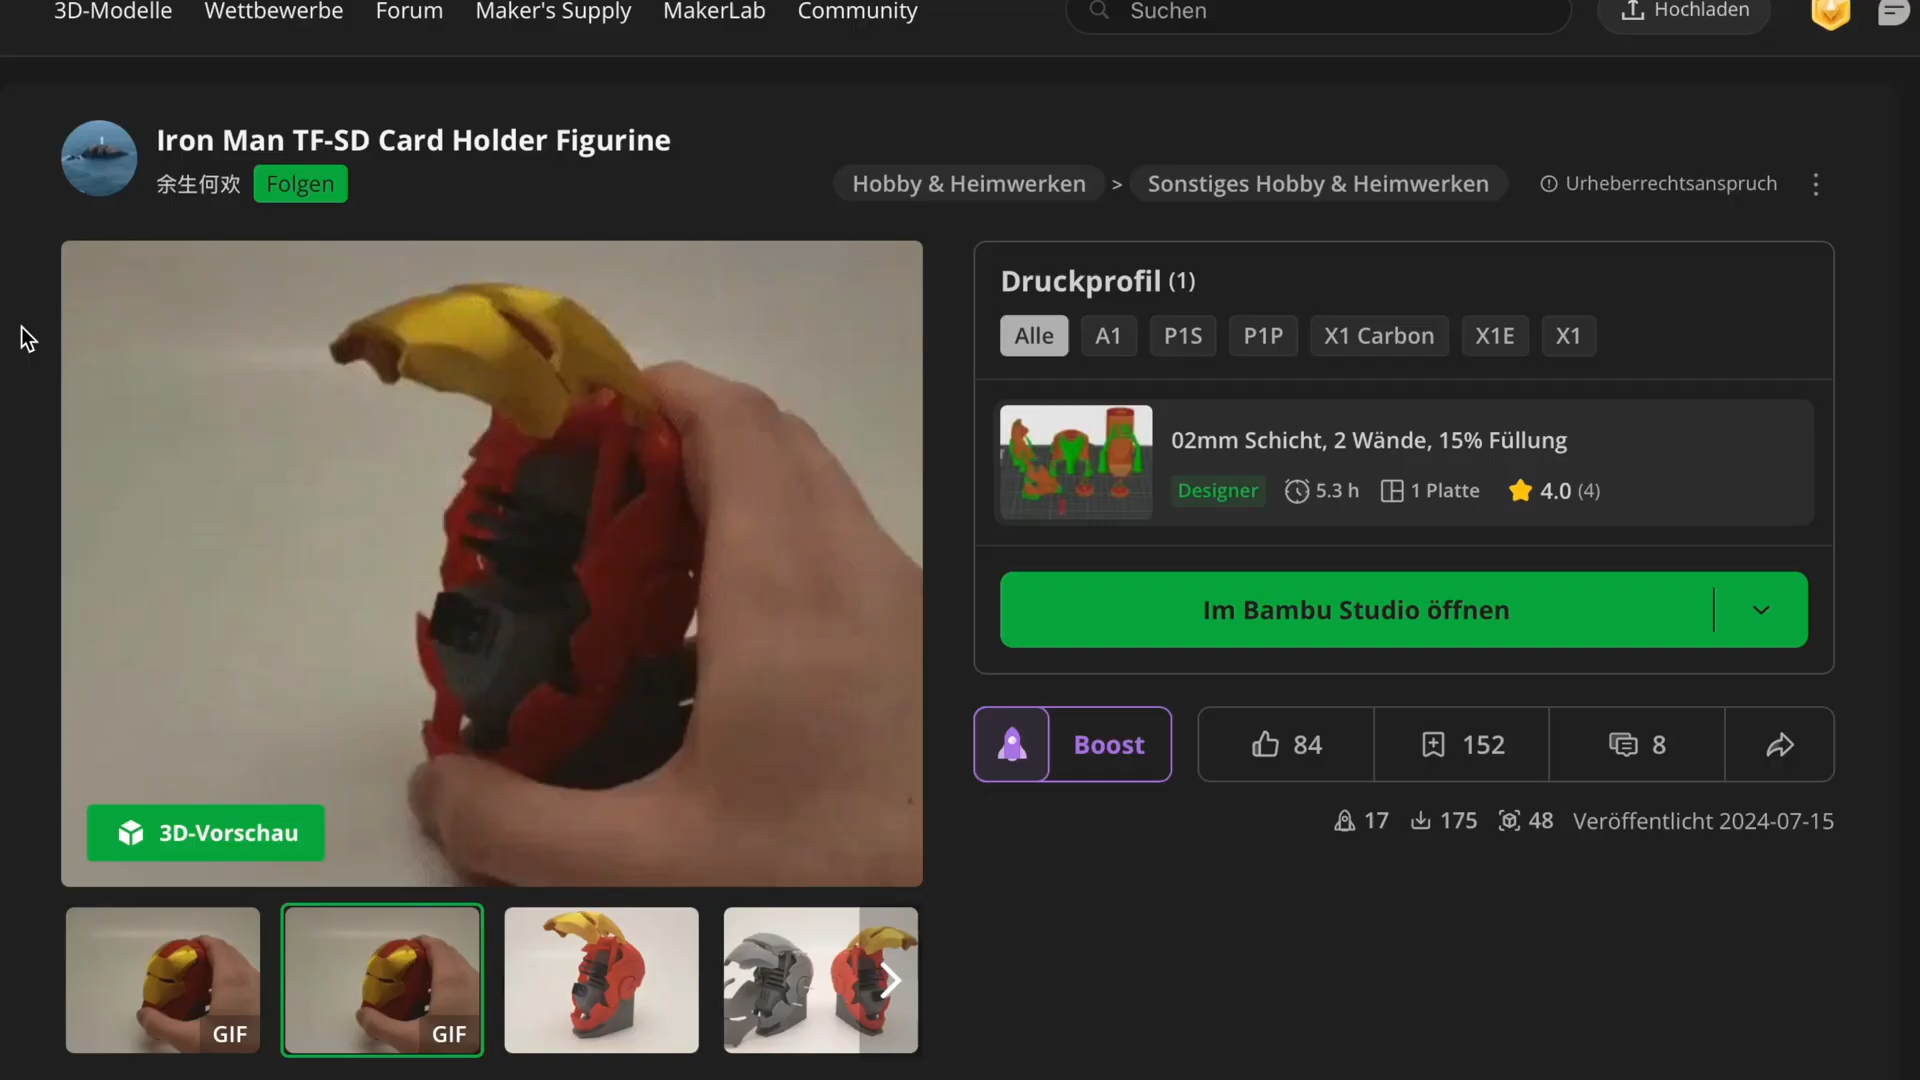 3D-Modelle Wettbewerbe Forum Maker's Supply MakerLab Community Suchen Hochladen
Iron Man TF-SD Card Holder Figurine
余生何欢 Folgen
Hobby & Heimwerken > Sonstiges Hobby & Heimwerken Urheberrechtsanspruch
Druckprofil (1)
Alle A1 P1S P1P X1 Carbon X1E X1
02mm Schicht, 2 Wände, 15% Füllung
Designer 5.3 h 1 Platte 4.0 (4)
Im Bambu Studio öffnen
Boost 84 152 8
17 175 48 Veröffentlicht 2024-07-15
3D-Vorschau
GIF GIF